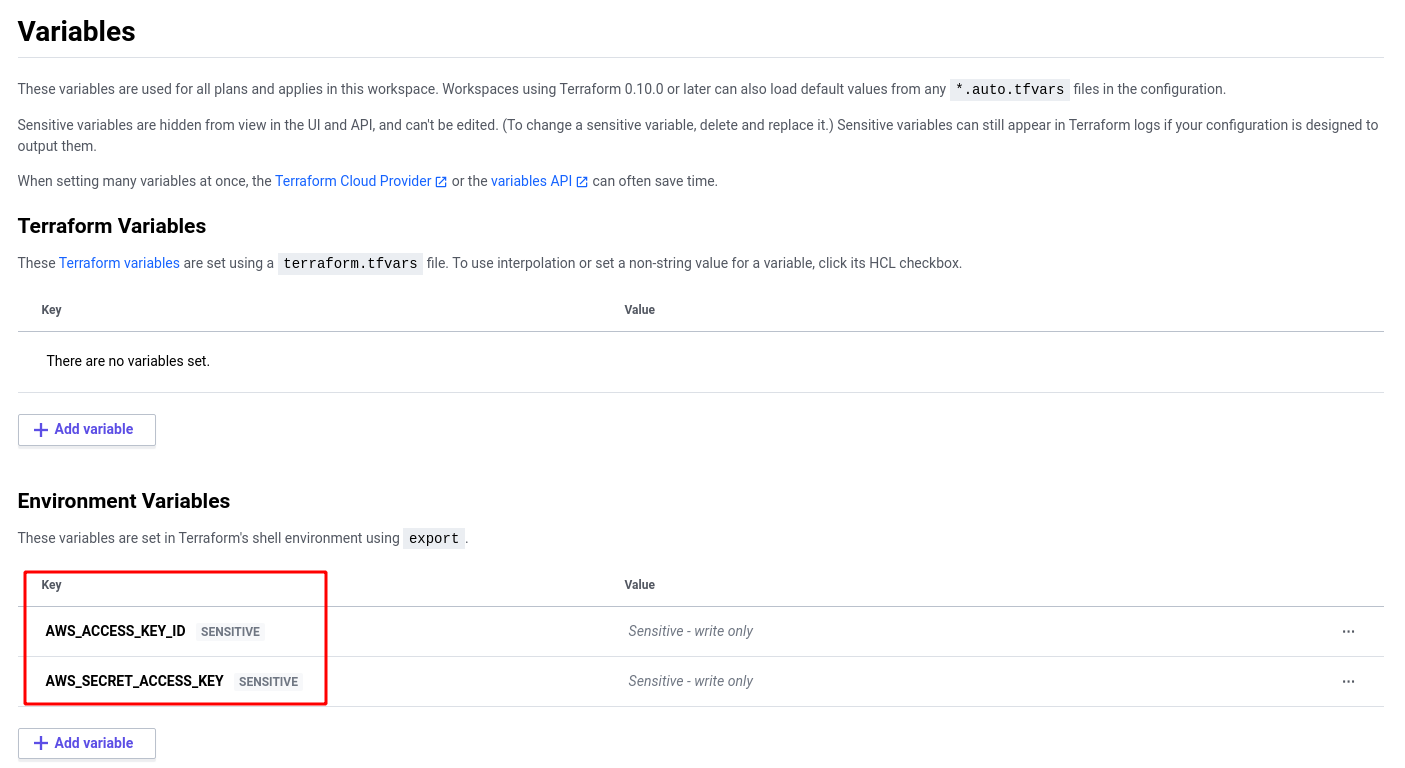 Variables
These variables are used for all plans and applies in this workspace. Workspaces using Terraform 0.10.0 or later can also load default values from any *.auto.tfvars files in the configuration.
Sensitive variables are hidden from view in the UI and API, and can't be edited. (To change a sensitive variable, delete and replace it.) Sensitive variables can still appear in Terraform logs if your configuration is designed to
output them.
When setting many variables at once, the Terraform Cloud Provider or the variables API can often save time.
Terraform Variables
These Terraform variables are set using a terraform.tfvars file. To use interpolation or set a non-string value for a variable, click its HCL checkbox.
Key Value
There are no variables set.
+ Add variable
Environment Variables
These variables are set in Terraform's shell environment using export.
Key Value
AWS_ACCESS_KEY_ID SENSITIVE Sensitive - write only ...
AWS_SECRET_ACCESS_KEY SENSITIVE Sensitive - write only ...
+ Add variable